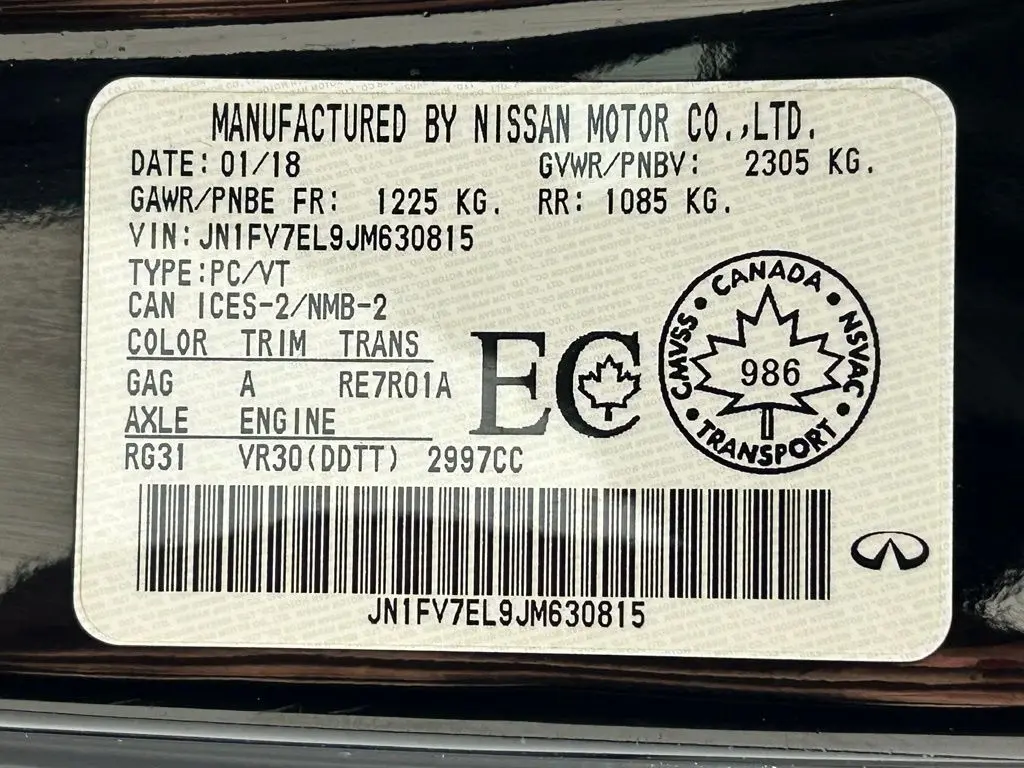 MANUFACTURED BY NISSAN MOTOR CO.,LTD.
DATE: 01/18 GVWR/PNBV: 2305 KG.
GAWR/PNBE FR: 1225 KG. RR: 1085 KG.
VIN: JN1FV7EL9JM630815
TYPE:PC/VT
CAN ICES-2/NMB-2
COLOR TRIM TRANS
GAG A RE7R01A
AXLE ENGINE
RG31 VR30(DDTT) 2997CC
EC
CANADA
CMVSS • NSVAC
986
TRANSPORT
JN1FV7EL9JM630815